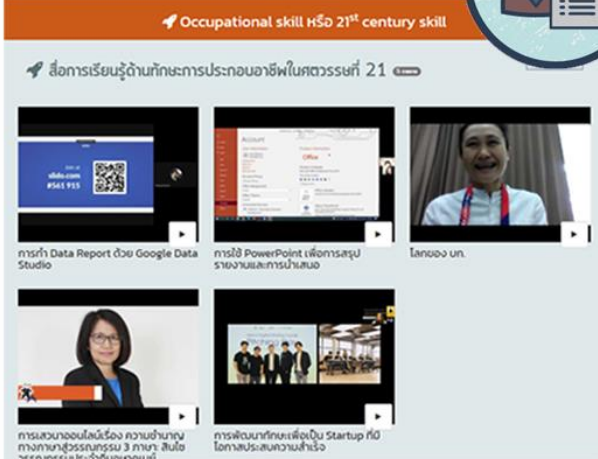 Occupational skill หรือ 21st century skill
สื่อการเรียนรู้ด้านทักษะการประกอบอาชีพในศตวรรษที่ 21
slido.com
#561 915
Account
Office
การทำ Data Report ด้วย Google Data
Studio
การใช้ PowerPoint เพื่อการสรุป
รายงานและการนำเสนอ
โลกของ บก.
การเสวนาออนไลน์เรื่อง ความชำนาญ
ทางภาษาสู่วรรณกรรม 3 ภาษา: สินไซ
การพัฒนาทักษะเพื่อเป็น Startup ที่มี
โอกาสประสบความสำเร็จ